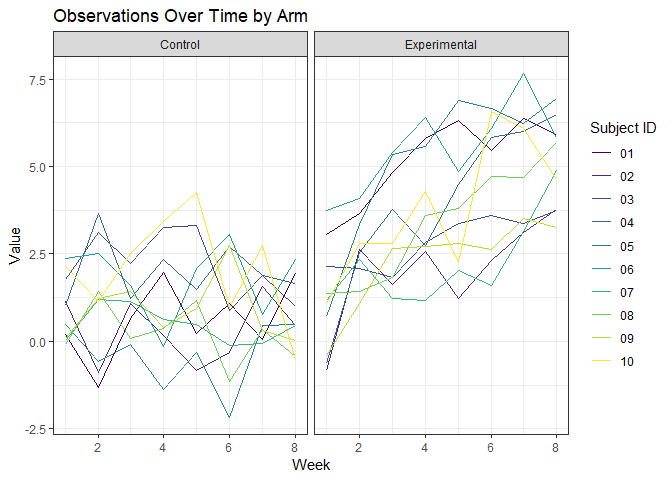 Observations Over Time by Arm
Control
Experimental
7.5
5.0
2.5
0.0
-2.5
Value
2 4 6 8
2 4 6 8
Week
Subject ID
01
02
03
04
05
06
07
08
09
10